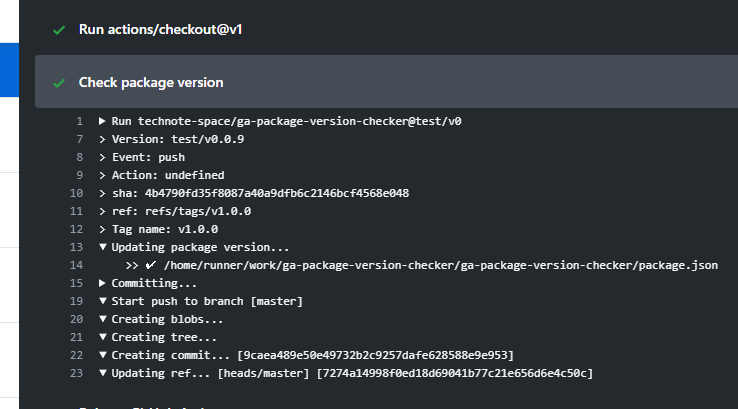 Run actions/checkout@v1
Check package version
1 ▶ Run technote-space/ga-package-version-checker@test/v0
7 > Version: test/v0.0.9
8 > Event: push
9 > Action: undefined
10 > sha: 4b4790fd35f8087a40a9dfb6c2146bcf4568e048
11 > ref: refs/tags/v1.0.0
12 > Tag name: v1.0.0
13 ▼ Updating package version...
14 >> ✔ /home/runner/work/ga-package-version-checker/ga-package-version-checker/package.json
15 ▶ Committing...
19 ▼ Start push to branch [master]
20 ▼ Creating blobs...
21 ▼ Creating tree...
22 ▼ Creating commit... [9caea489e50e49732b2c9257dafe628588e9e953]
23 ▼ Updating ref... [heads/master] [7274a14998f0ed18d69041b77c21e656d6e4c50c]